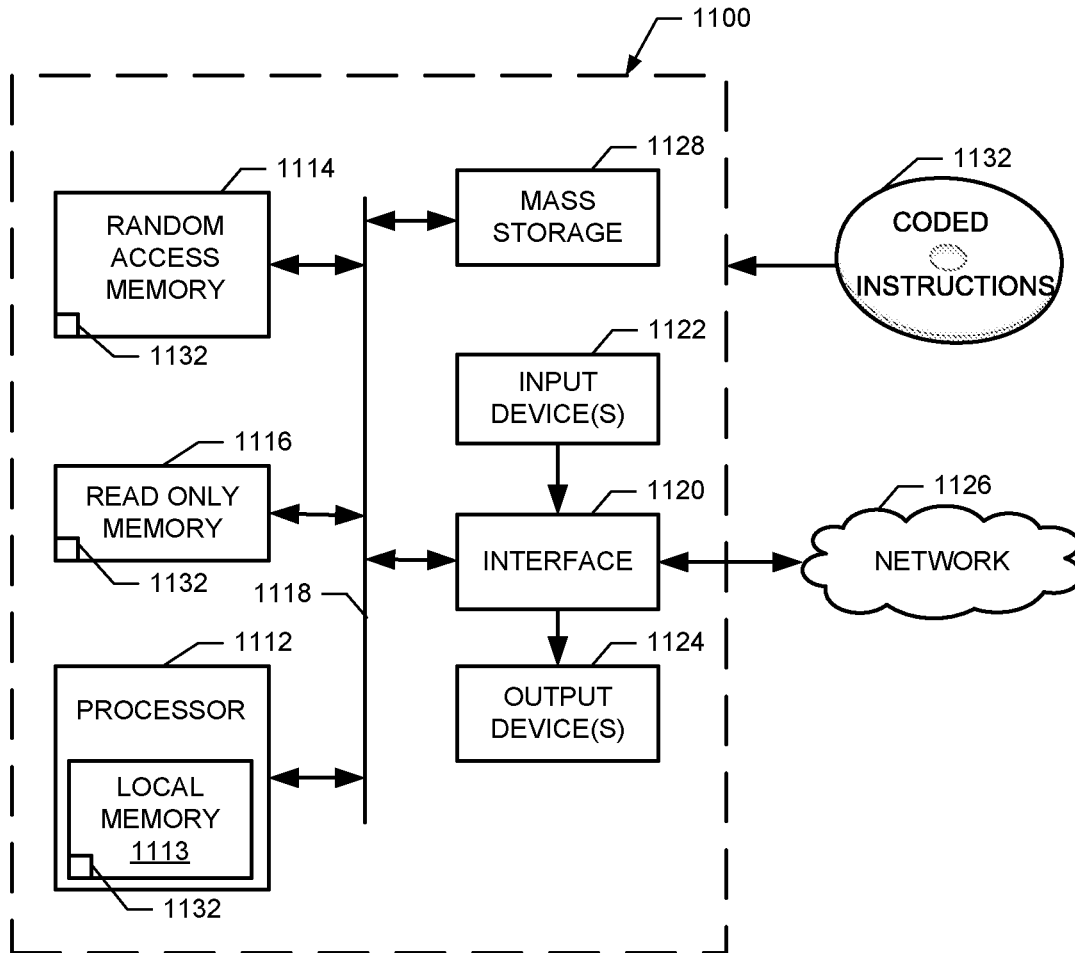 1100
1114
RANDOM
ACCESS
MEMORY
1132
1128
MASS
STORAGE
1132
CODED
INSTRUCTIONS
1122
INPUT
DEVICE(S)
1116
READ ONLY
MEMORY
1132
1120
INTERFACE
1126
NETWORK
1118
1112
PROCESSOR
LOCAL
MEMORY
1113
1132
1124
OUTPUT
DEVICE(S)